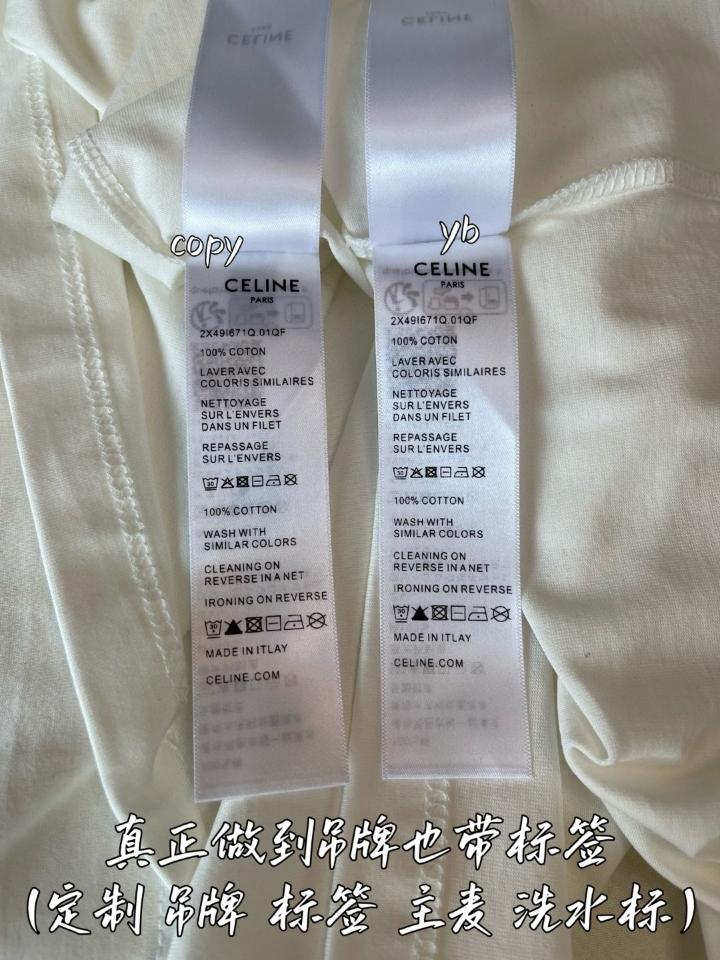 copy
CELINE
PARIS
2X49I671Q.01QF
100% COTON
LAVER AVEC
COLORIS SIMILAIRES
NETTOYAGE
SUR L'ENVERS
DANS UN FILET
REPASSAGE
SUR L'ENVERS
30
100% COTTON
WASH WITH
SIMILAR COLORS
CLEANING ON
REVERSE IN A NET
IRONING ON REVERSE
30
MADE IN ITLAY
CELINE.COM
yb
CELINE
PARIS
2X49I671Q.01QF
100% COTON
LAVER AVEC
COLORIS SIMILAIRES
NETTOYAGE
SUR L'ENVERS
DANS UN FILET
REPASSAGE
SUR L'ENVERS
30
100% COTTON
WASH WITH
SIMILAR COLORS
CLEANING ON
REVERSE IN A NET
IRONING ON REVERSE
30
MADE IN ITLAY
CELINE.COM
真正做到吊牌也带标签
(定制 吊牌 标签 主麦 洗水标)